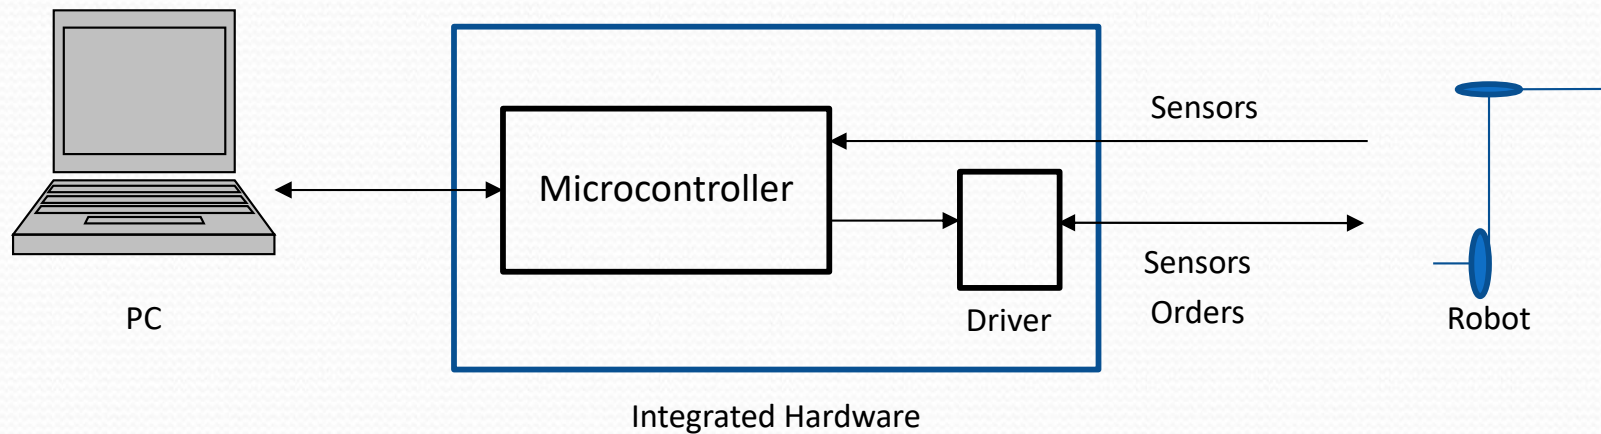 Sensors
Microcontroller
Sensors
Orders
PC
Driver
Robot
Integrated Hardware